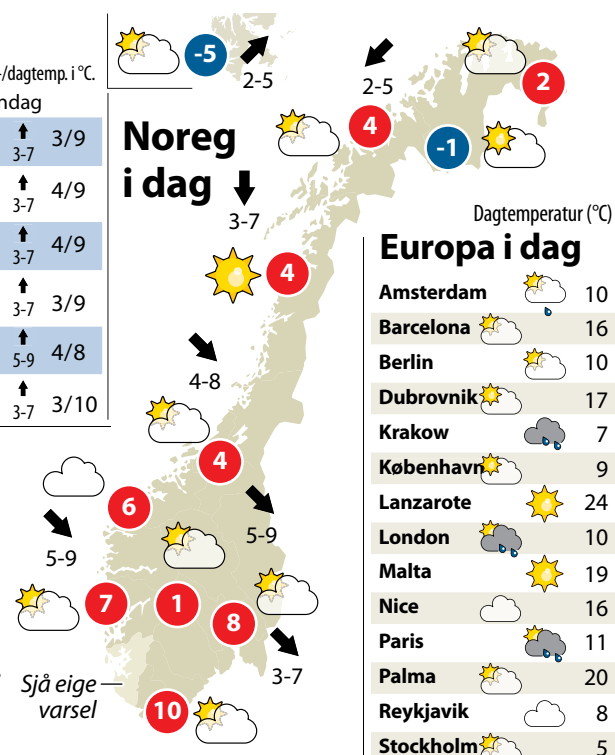 -/dagtemp. i °C.
ndag
3-7 3/9
3-7 4/9
3-7 4/9
3-7 3/9
5-9 4/8
3-7 3/10
-5
2-5
2-5
2
4
-1
Noreg
i dag
3-7
4
4-8
4
6
5-9
5-9
7
1
8
3-7
Sjå eige
varsel
10
Dagtemperatur (°C)
Europa i dag
Amsterdam 10
Barcelona 16
Berlin 10
Dubrovnik 17
Krakow 7
København 9
Lanzarote 24
London 10
Malta 19
Nice 16
Paris 11
Palma 20
Reykjavik 8
Stockholm 5